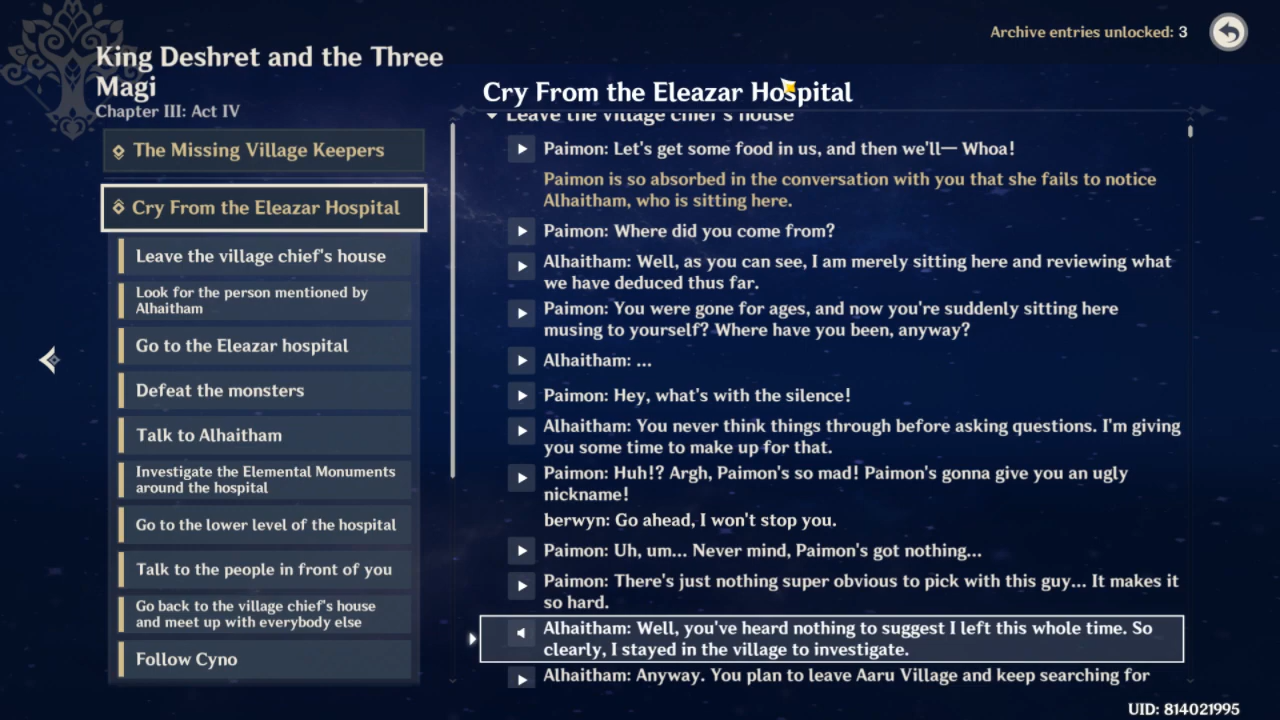 Archive entries unlocked: 3
King Deshret and the Three
Magi
Chapter III: Act IV
The Missing Village Keepers
Cry From the Eleazar Hospital
Leave the village chief's house
Look for the person mentioned by
Alhaitham
Go to the Eleazar hospital
Defeat the monsters
Talk to Alhaitham
Investigate the Elemental Monuments
around the hospital
Go to the lower level of the hospital
Talk to the people in front of you
Go back to the village chief's house
and meet up with everybody else
Follow Cyno
Cry From the Eleazar Hospital
Leave the village chief's house
Paimon: Let's get some food in us, and then we'll— Whoa!
Paimon is so absorbed in the conversation with you that she fails to notice
Alhaitham, who is sitting here.
Paimon: Where did you come from?
Alhaitham: Well, as you can see, I am merely sitting here and reviewing what
we have deduced thus far.
Paimon: You were gone for ages, and now you're suddenly sitting here
musing to yourself? Where have you been, anyway?
Alhaitham: ...
Paimon: Hey, what's with the silence!
Alhaitham: You never think things through before asking questions. I'm giving
you some time to make up for that.
Paimon: Huh!? Argh, Paimon's so mad! Paimon's gonna give you an ugly
nickname!
berwyn: Go ahead, I won't stop you.
Paimon: Uh, um... Never mind, Paimon's got nothing...
Paimon: There's just nothing super obvious to pick with this guy... It makes it
so hard.
Alhaitham: Well, you've heard nothing to suggest I left this whole time. So
clearly, I stayed in the village to investigate.
Alhaitham: Anyway. You plan to leave Aaru Village and keep searching for
UID: 814021995